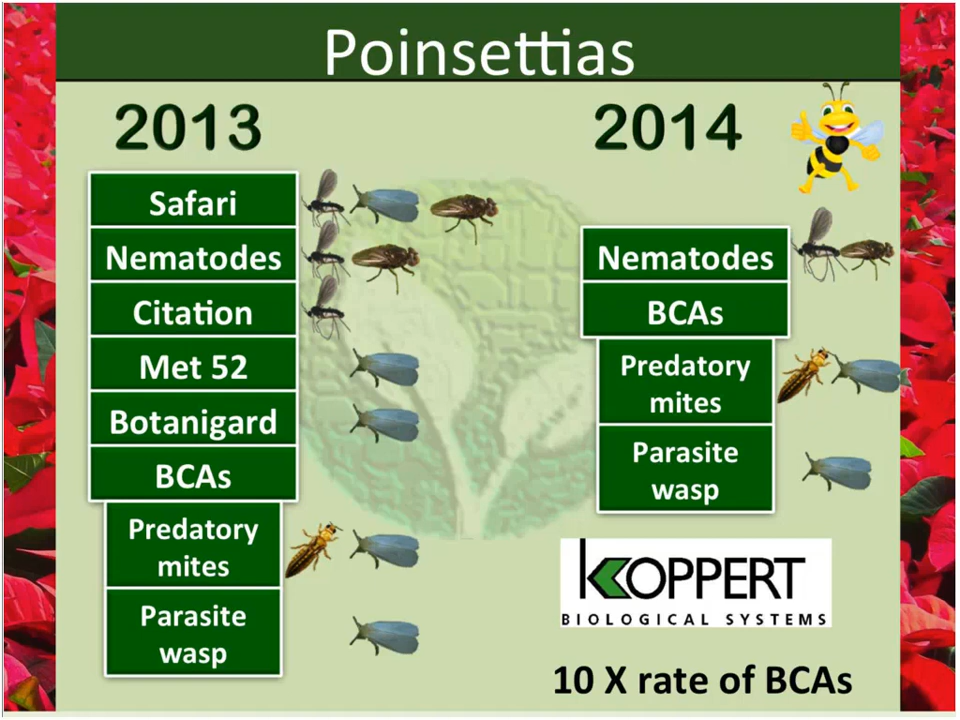 Poinsettias
2013
Safari
Nematodes
Citation
Met 52
Botanigard
BCAs
Predatory
mites
Parasite
wasp
2014
Nematodes
BCAs
Predatory
mites
Parasite
wasp
KOPPERT
BIOLOGICAL SYSTEMS
10 X rate of BCAs